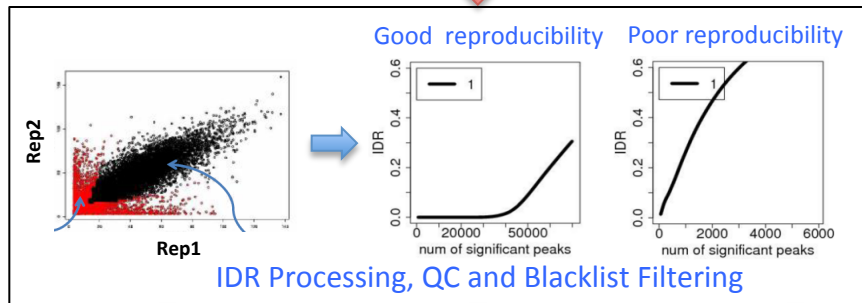 Good reproducibility
Poor reproducibility
Rep2
Rep1
IDR
0.0 0.2 0.4 0.6
1
20000 50000
num of significant peaks
IDR
0.0 0.2 0.4 0.6
1
0 2000 4000 6000
num of significant peaks
IDR Processing, QC and Blacklist Filtering